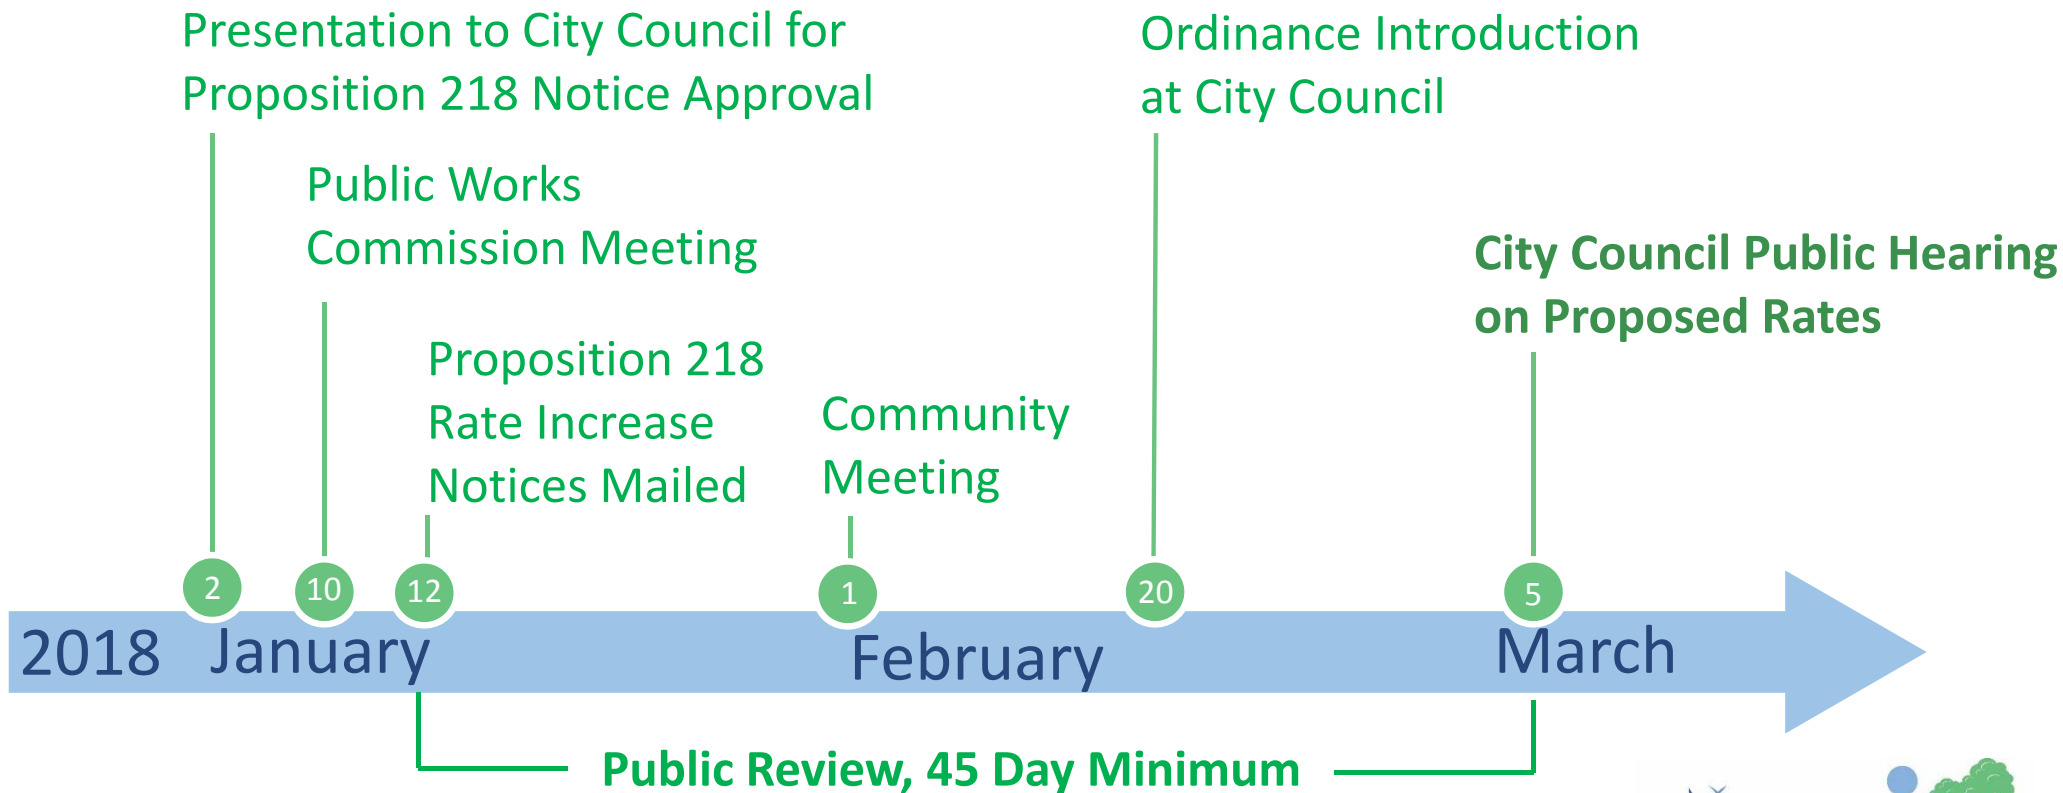 Presentation to City Council for
Proposition 218 Notice Approval
Ordinance Introduction
at City Council
Public Works
Commission Meeting
City Council Public Hearing
on Proposed Rates
Proposition 218
Rate Increase
Notices Mailed
Community
Meeting
2
10
12
1
20
5
2018
January
February
March
Public Review, 45 Day Minimum